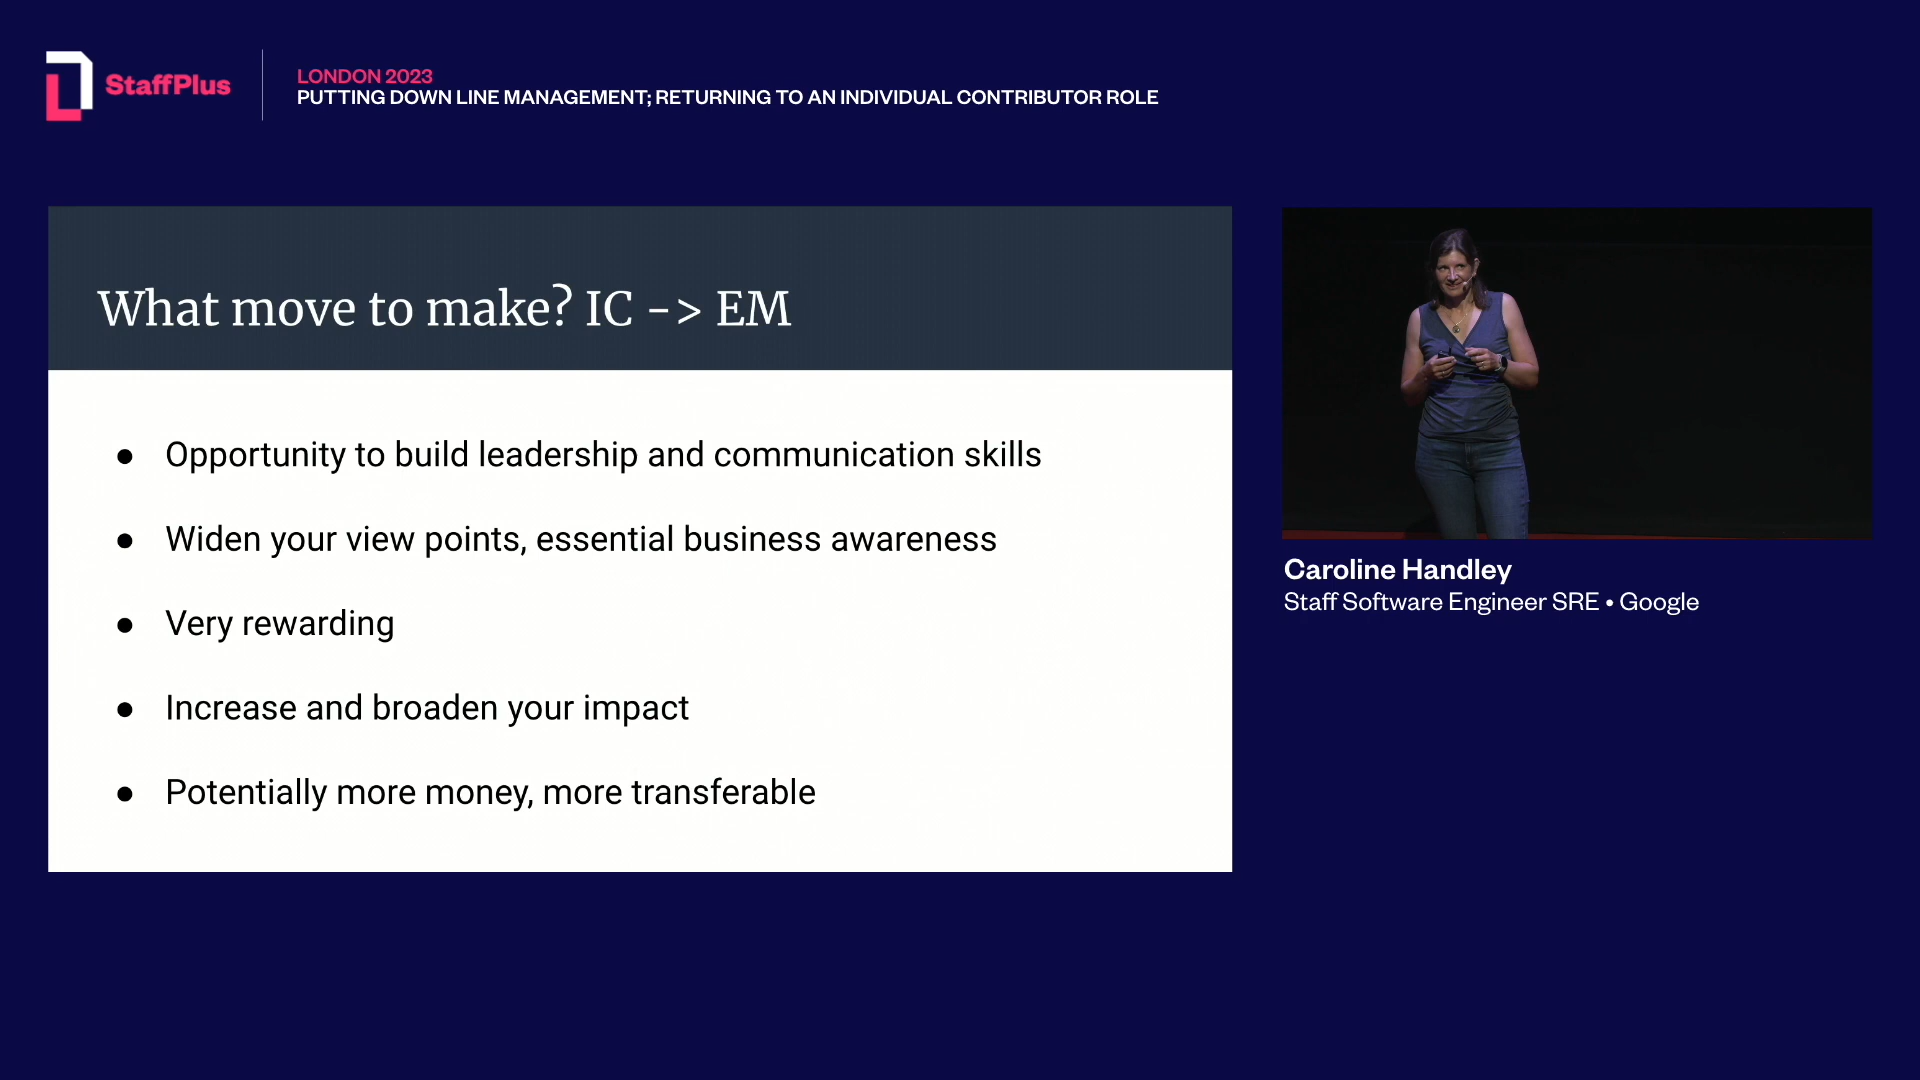 StaffPlus
LONDON 2023
PUTTING DOWN LINE MANAGEMENT; RETURNING TO AN INDIVIDUAL CONTRIBUTOR ROLE
What move to make? IC -> EM
● Opportunity to build leadership and communication skills
● Widen your view points, essential business awareness
● Very rewarding
● Increase and broaden your impact
● Potentially more money, more transferable
Caroline Handley
Staff Software Engineer SRE • Google